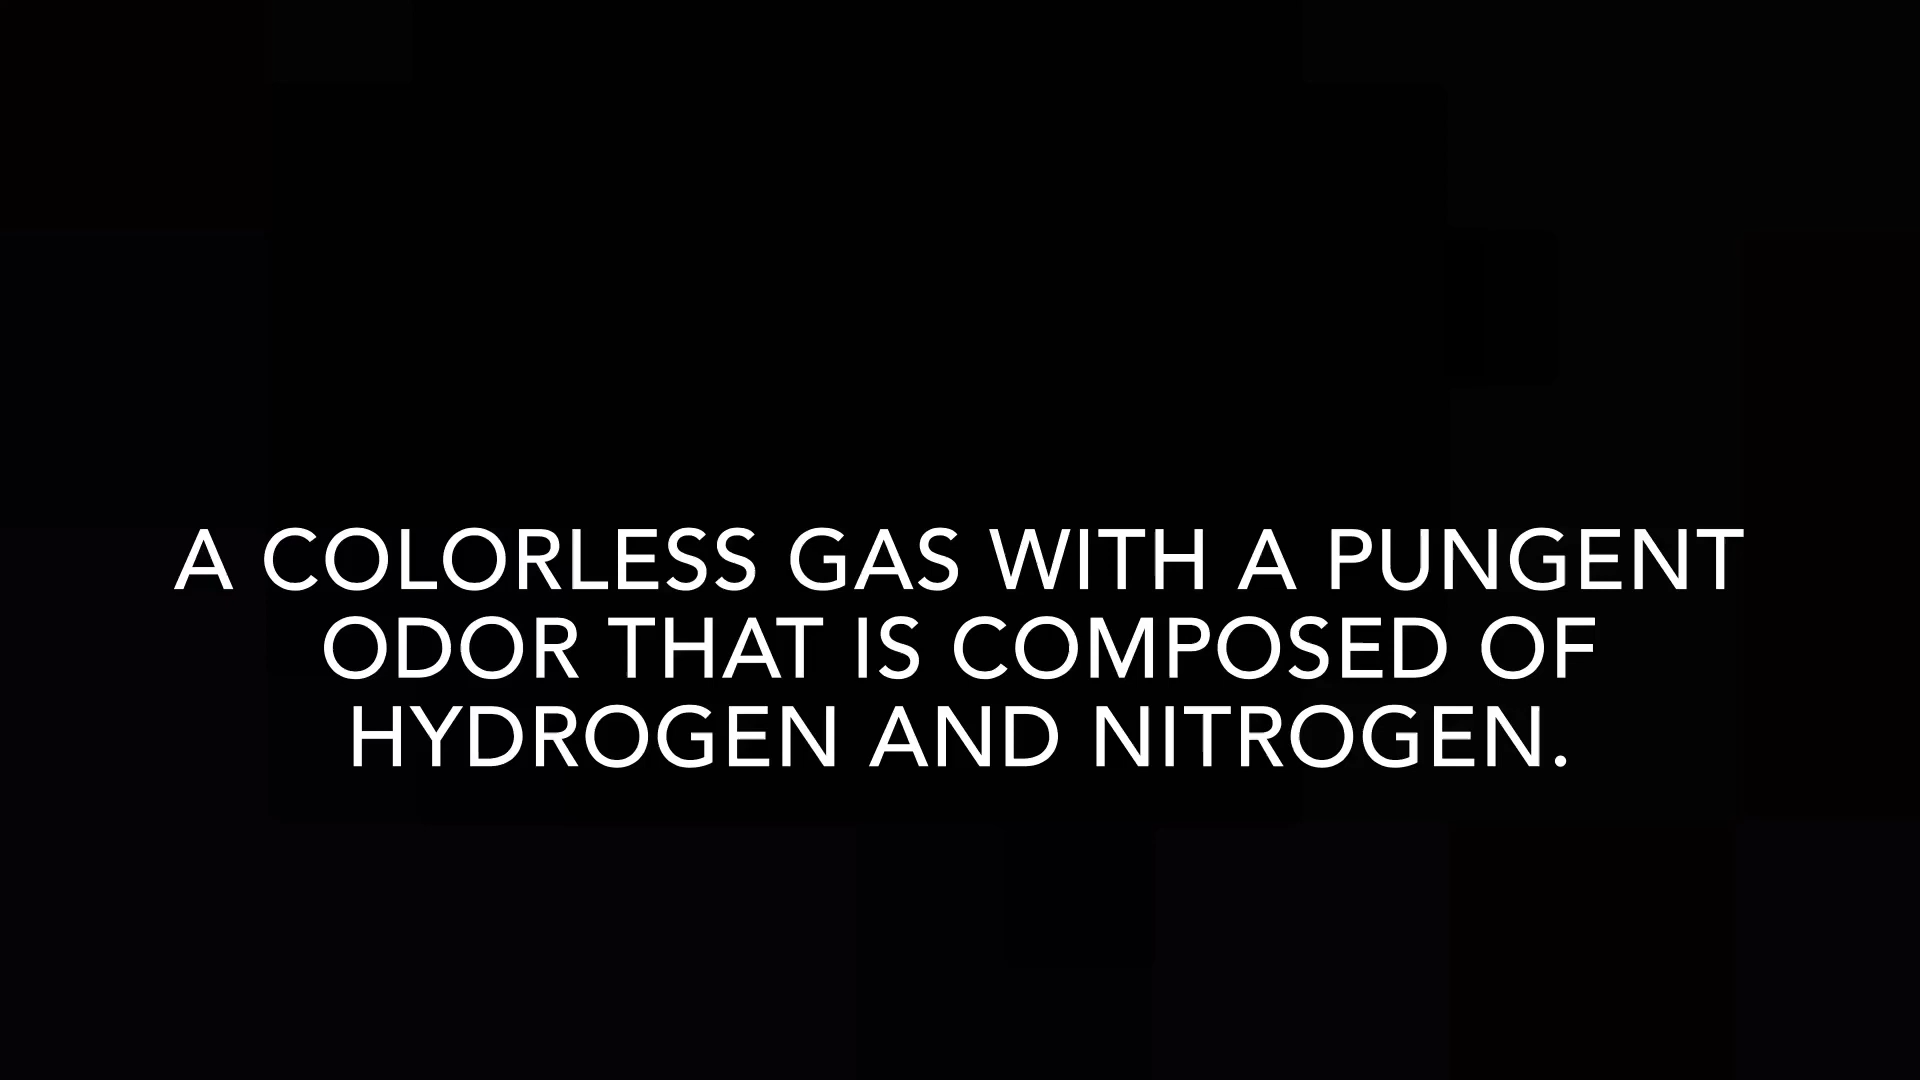 A COLORLESS GAS WITH A PUNGENT
ODOR THAT IS COMPOSED OF
HYDROGEN AND NITROGEN.